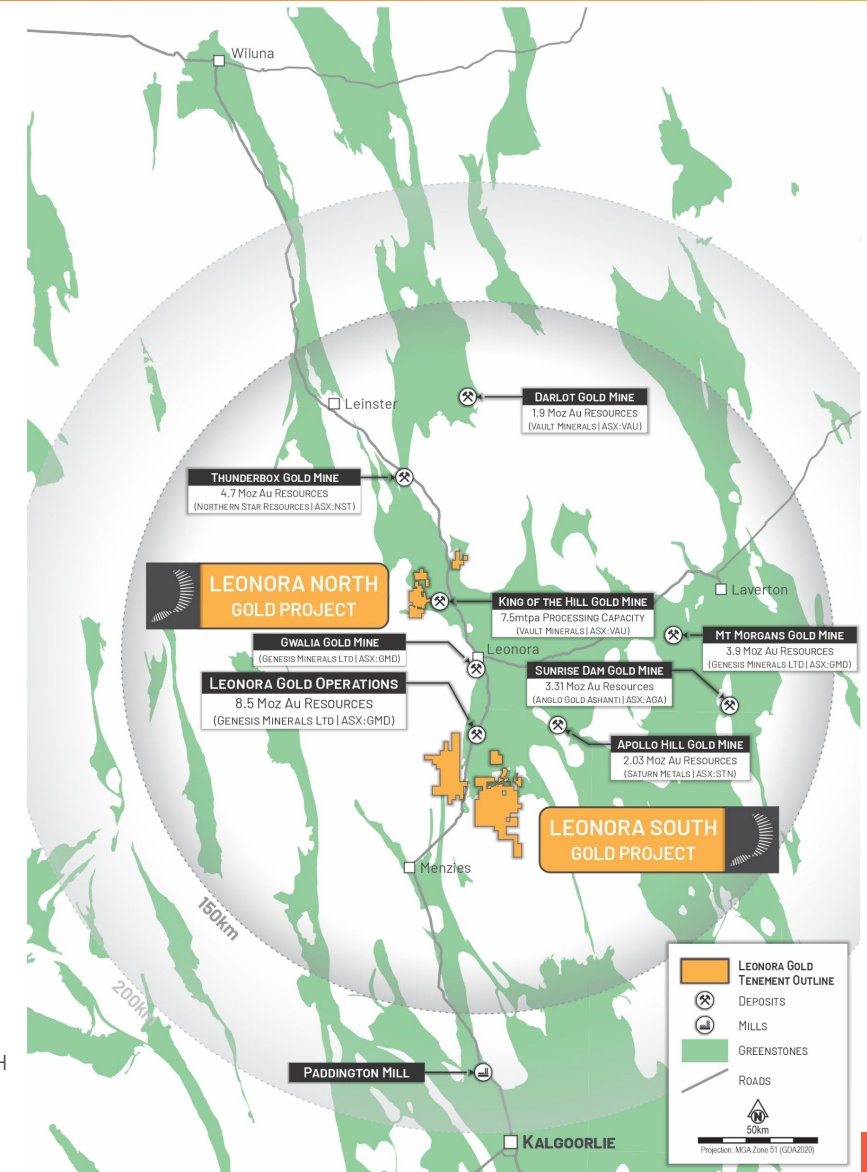 Wiluna
Leinster
DARLOT GOLD MINE
1.9 MOZ AU RESOURCES
(VAULT MINERALS | ASX:VAU)
THUNDERBOX GOLD MINE
4.7 MOZ AU RESOURCES
(NORTHERN STAR RESOURCES | ASX:NST)
LEONORA NORTH
GOLD PROJECT
KING OF THE HILL GOLD MINE
7.5mtpa PROCESSING CAPACITY
(VAULT MINERALS | ASX:VAU)
Laverton
MT MORGANS GOLD MINE
3.9 MOZ AU RESOURCES
(GENESIS MINERALS LTD | ASX:GMD)
GWALIA GOLD MINE
(GENESIS MINERALS LTD | ASX:GMD)
Leonora
SUNRISE DAM GOLD MINE
3.31 Moz Au Resources
(ANGLO GOLD ASHANTI | ASX:AGA)
LEONORA GOLD OPERATIONS
8.5 MOZ AU RESOURCES
(GENESIS MINERALS LTD | ASX:GMD)
APOLLO HILL GOLD MINE
2.03 MOZ AU RESOURCES
(SATURN METALS | ASX:STN)
LEONORA SOUTH
GOLD PROJECT
Menzies
150km
200km
H
PADDINGTON MILL
KALGOORLIE
LEONORA GOLD
TENEMENT OUTLINE
DEPOSITS
MILLS
GREENSTONES
ROADS
N
50km
Projection: MGA Zone 51 (GDA2020)